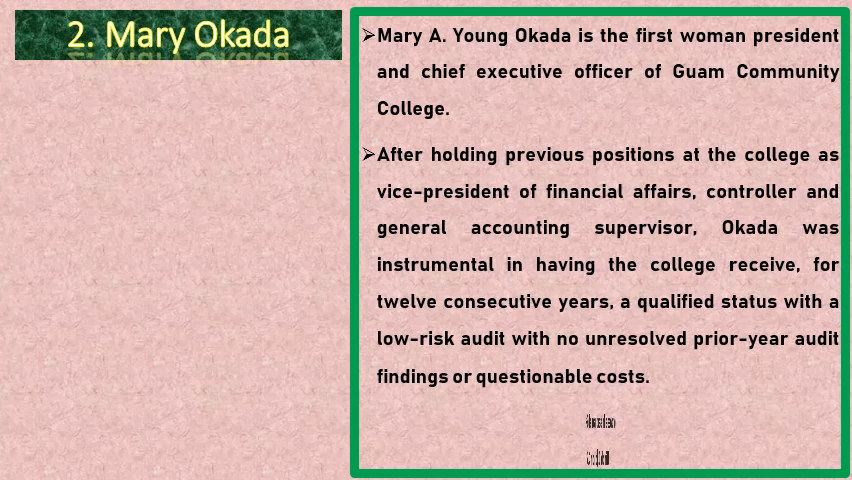 2. Mary Okada
➢Mary A. Young Okada is the first woman president
and chief executive officer of Guam Community
College.
➢After holding previous positions at the college as
vice-president of financial affairs, controller and
general accounting supervisor, Okada was
instrumental in having the college receive, for
twelve consecutive years, a qualified status with a
low-risk audit with no unresolved prior-year audit
findings or questionable costs.